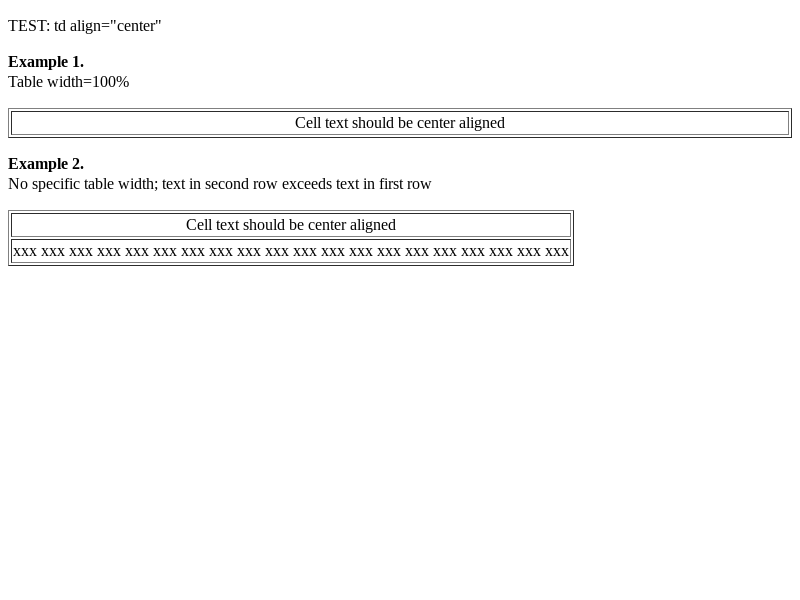 TEST: td align="center"
Example 1.
Table width=100%
Cell text should be center aligned
Example 2.
No specific table width; text in second row exceeds text in first row
Cell text should be center aligned
xxx xxx xxx xxx xxx xxx xxx xxx xxx xxx xxx xxx xxx xxx xxx xxx xxx xxx xxx xxx